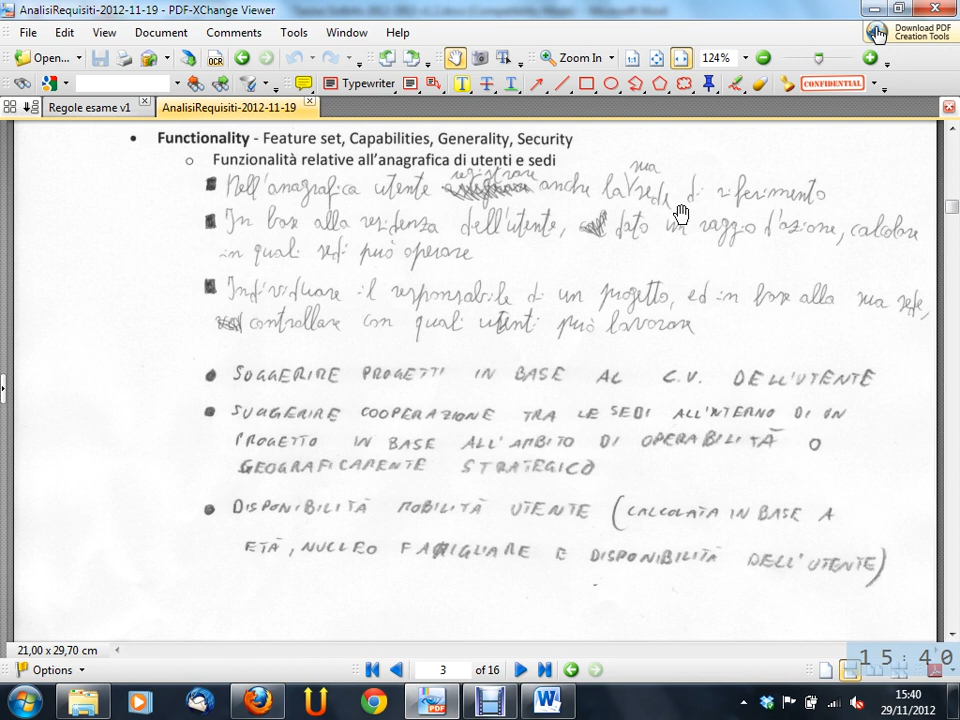 AnalisiRequisiti-2012-11-19 - PDF-XChange Viewer
File Edit View Document Comments Tools Window Help
Download PDF
Creation Tools
Open... OCR Zoom In 124%
Typewriter CONFIDENTIAL
Regole esame v1 AnalisiRequisiti-2012-11-19
• Functionality - Feature set, Capabilities, Generality, Security
o Funzionalità relative all'anagrafica di utenti e sedi
registrare sua
Nell'anagrafica utente anche la sede di riferimento
In base alla residenza dell'utente, dato un raggio d'azione, calcolare
in quali sedi può operare
Individuare il responsabile di un progetto, ed in base alla sua sede,
controllare con quali utenti può lavorare
• SUGGERIRE PROGETTI IN BASE AL C.V. DELL'UTENTE
• SUGGERIRE COOPERAZIONE TRA LE SEDI ALL'INTERNO DI UN
PROGETTO IN BASE ALL'AMBITO DI OPERABILITÀ O
GEOGRAFICAMENTE STRATEGICO
• DISPONIBILITÀ MOBILITÀ UTENTE (CALCOLATA IN BASE A
ETÀ, NUCLEO FAMIGLIARE E DISPONIBILITÀ DELL'UTENTE)
21,00 x 29,70 cm
15:40
Options 3 of 16
15:40
29/11/2012